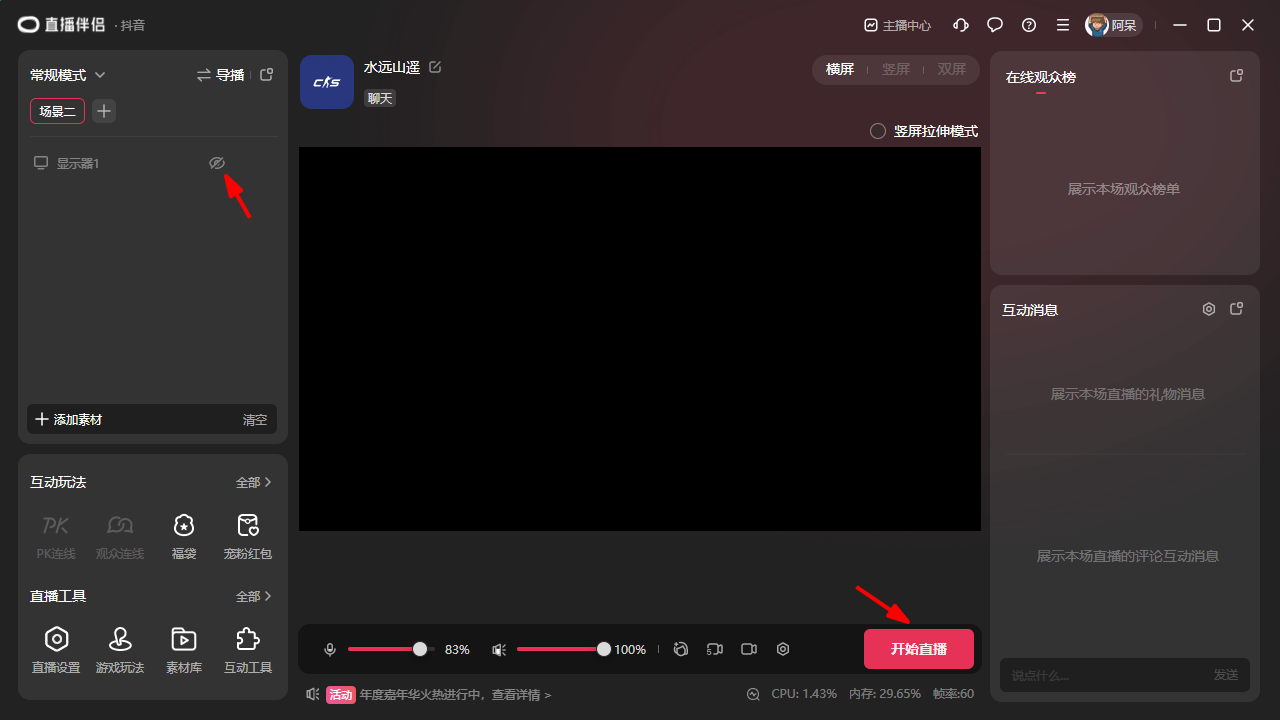 直播伴侣 · 抖音
主播中心
阿呆
常规模式
导播
场景二
显示器1
添加素材
清空
互动玩法
全部 >
PK
PK连线
观众连线
福袋
宠粉红包
直播工具
全部 >
直播设置
游戏玩法
素材库
互动工具
水远山遥
聊天
横屏
竖屏
双屏
竖屏拉伸模式
83%
100%
开始直播
活动 年度嘉年华火热进行中，查看详情 >
CPU: 1.43%
内存: 29.65%
帧率:60
在线观众榜
展示本场观众榜单
互动消息
展示本场直播的礼物消息
展示本场直播的评论互动消息
说点什么...
发送